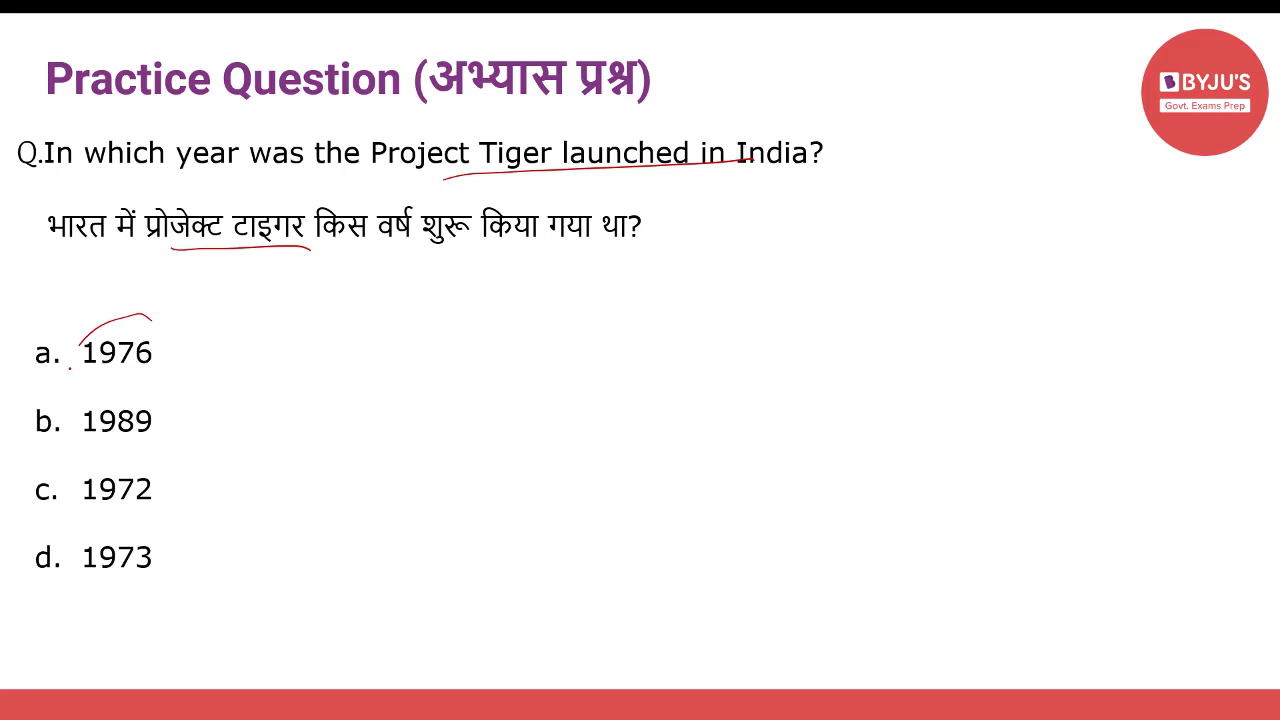 Practice Question (अभ्यास प्रश्न)
BYJU'S
Govt. Exams Prep
Q.In which year was the Project Tiger launched in India?
भारत में प्रोजेक्ट टाइगर किस वर्ष शुरू किया गया था?
a. 1976
b. 1989
c. 1972
d. 1973